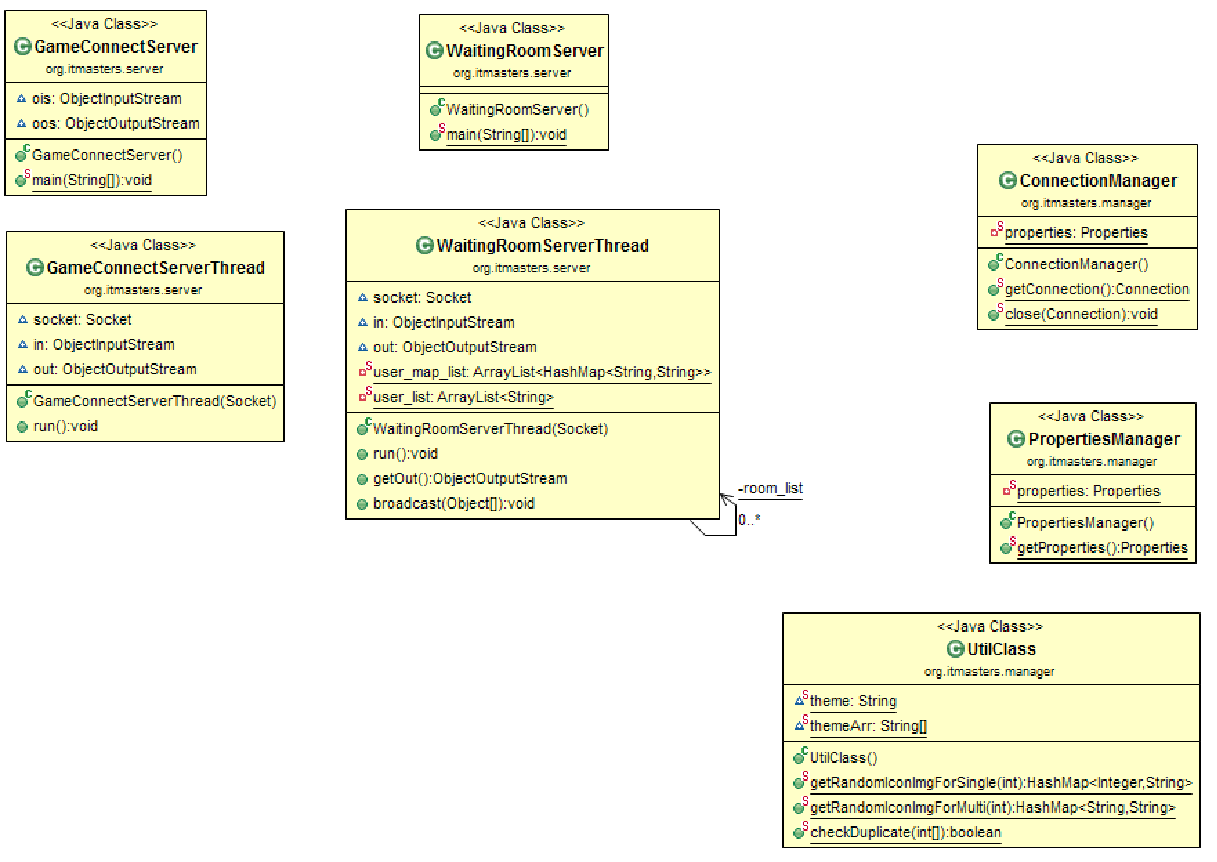 <<Java Class>>
GameConnectServer
org.itmasters.server
ois: ObjectInputStream
oos: ObjectOutputStream
GameConnectServer()
main(String[]):void
<<Java Class>>
WaitingRoomServer
org.itmasters.server
WaitingRoomServer()
main(String[]):void
<<Java Class>>
ConnectionManager
org.itmasters.manager
properties: Properties
ConnectionManager()
getConnection():Connection
close(Connection):void
<<Java Class>>
GameConnectServerThread
org.itmasters.server
socket: Socket
in: ObjectInputStream
out: ObjectOutputStream
GameConnectServerThread(Socket)
run():void
<<Java Class>>
WaitingRoomServerThread
org.itmasters.server
socket: Socket
in: ObjectInputStream
out: ObjectOutputStream
user_map_list: ArrayList<HashMap<String,String>>
user_list: ArrayList<String>
WaitingRoomServerThread(Socket)
run():void
getOut():ObjectOutputStream
broadcast(Object[]):void
-room_list
0..*
<<Java Class>>
PropertiesManager
org.itmasters.manager
properties: Properties
PropertiesManager()
getProperties():Properties
<<Java Class>>
UtilClass
org.itmasters.manager
theme: String
themeArr: String[]
UtilClass()
getRandomIconImgForSingle(int):HashMap<Integer,String>
getRandomIconImgForMulti(int):HashMap<String,String>
checkDuplicate(int[]):boolean